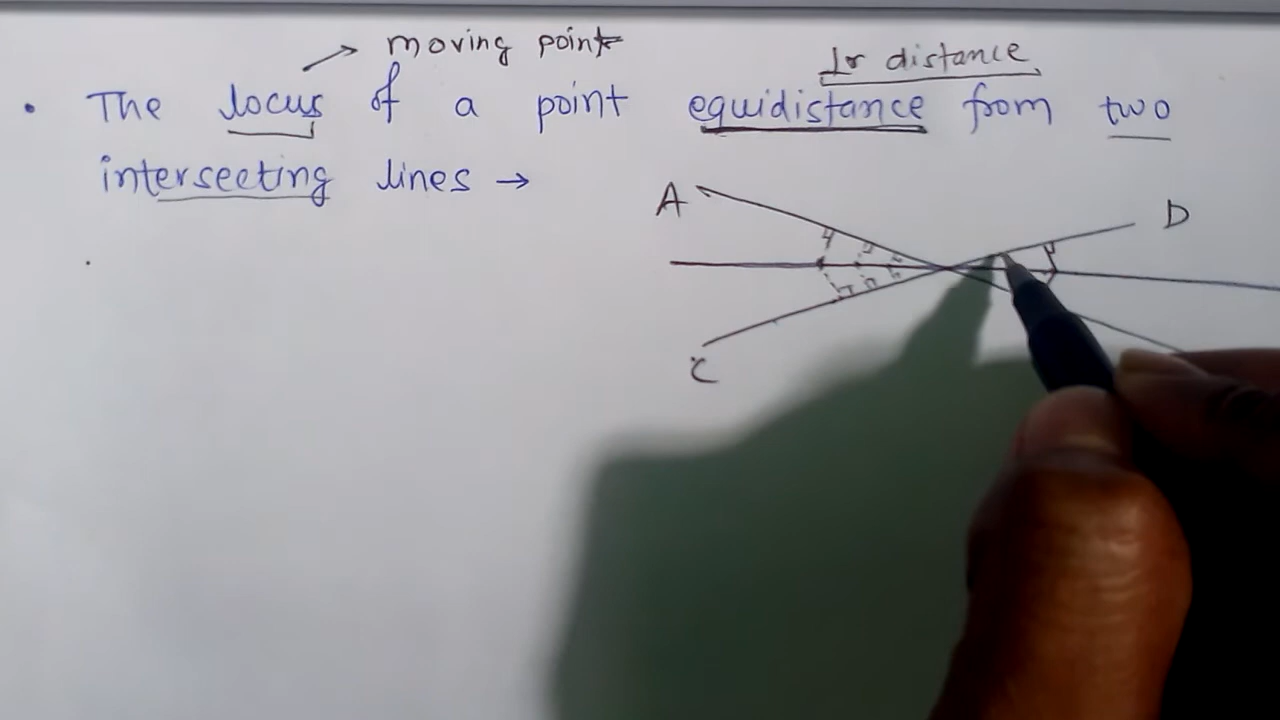 moving point
⊥r distance
• The locus of a point equidistance from two
intersecting lines →
A
D
C